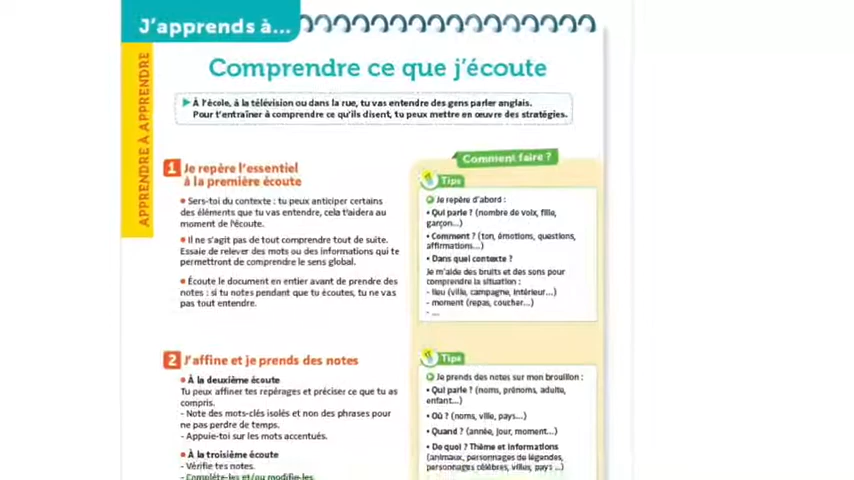 J'apprends à...
APPRENDRE À APPRENDRE
Comprendre ce que j'écoute
À l'école, à la télévision ou dans la rue, tu vas entendre des gens parler anglais.
Pour t'entraîner à comprendre ce qu'ils disent, tu peux mettre en œuvre des stratégies.
1 Je repère l'essentiel
à la première écoute
• Sers-toi du contexte : tu peux anticiper certains
des éléments que tu vas entendre, cela t'aidera au
moment de l'écoute.
• Il ne s'agit pas de tout comprendre tout de suite.
Essaie de relever des mots ou des informations qui te
permettront de comprendre le sens global.
• Écoute le document en entier avant de prendre des
notes : si tu notes pendant que tu écoutes, tu ne vas
pas tout entendre.
Comment faire ?
Tips
Je repère d'abord :
• Qui parle ? (nombre de voix, fille,
garçon...)
• Comment ? (ton, émotions, questions,
affirmations...)
• Dans quel contexte ?
Je m'aide des bruits et des sons pour
comprendre la situation :
- lieu (ville, campagne, intérieur...)
- moment (repas, coucher...)
- ...
2 J'affine et je prends des notes
• À la deuxième écoute
Tu peux affiner tes repérages et préciser ce que tu as
compris.
- Note des mots-clés isolés et non des phrases pour
ne pas perdre de temps.
- Appuie-toi sur les mots accentués.
• À la troisième écoute
- Vérifie tes notes.
- Complète-les et/ou modifie-les.
Tips
Je prends des notes sur mon brouillon :
• Qui parle ? (noms, prénoms, adulte,
enfant...)
• Où ? (noms, ville, pays...)
• Quand ? (année, jour, moment...)
• De quoi ? Thème et informations
(animaux, personnages de légendes,
personnages célèbres, villes, pays ...)